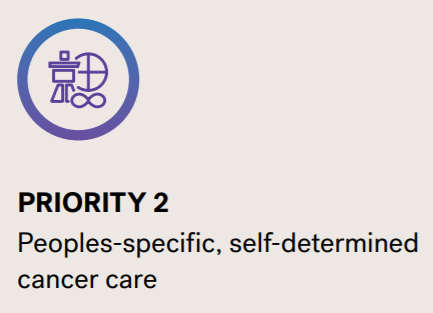 PRIORITY 2
Peoples-specific, self-determined
cancer care